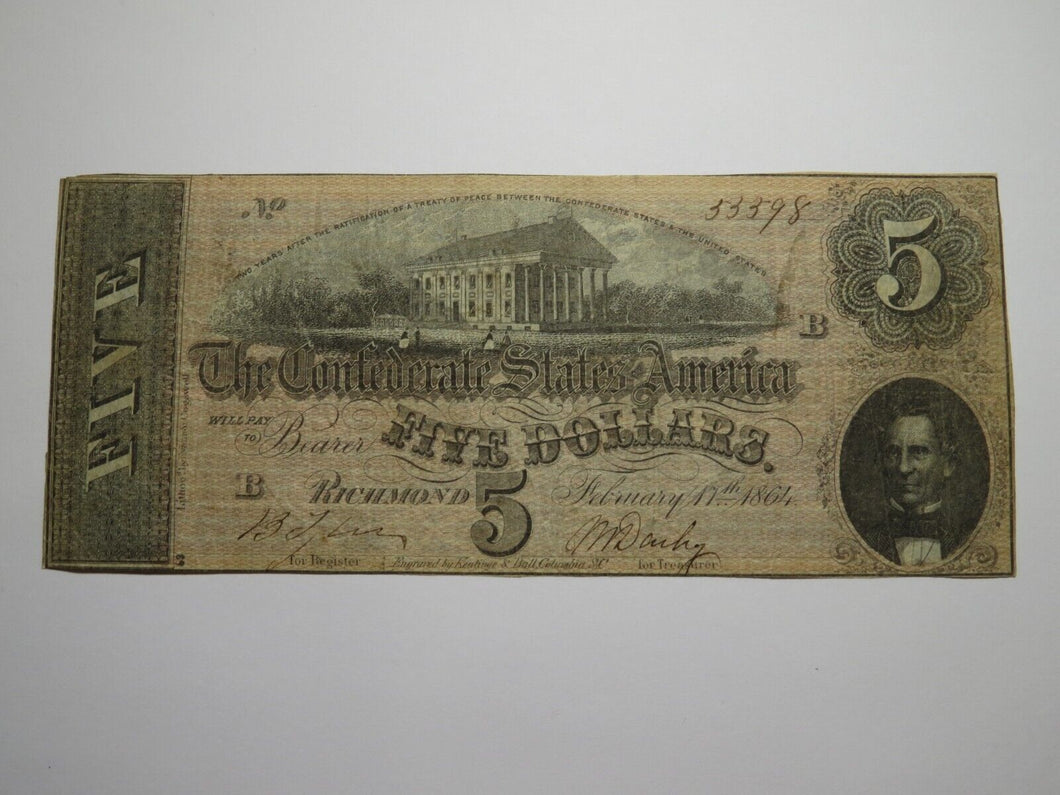 FIVE
No
53398
5
TWO YEARS AFTER THE RATIFICATION OF A TREATY OF PEACE BETWEEN THE CONFEDERATE STATES & THE UNITED STATES
B
The Confederate States of America
WILL PAY
TO Bearer FIVE DOLLARS.
B RICHMOND 5 February 17th 1864
for Register Engraved by Keatinge & Ball, Columbia S.C. for Treasurer